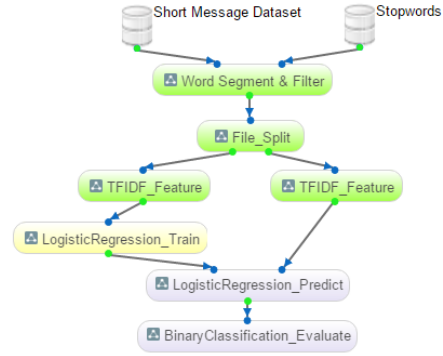 Short Message Dataset
Stopwords
Word Segment & Filter
File_Split
TFIDF_Feature
TFIDF_Feature
LogisticRegression_Train
LogisticRegression_Predict
BinaryClassification_Evaluate